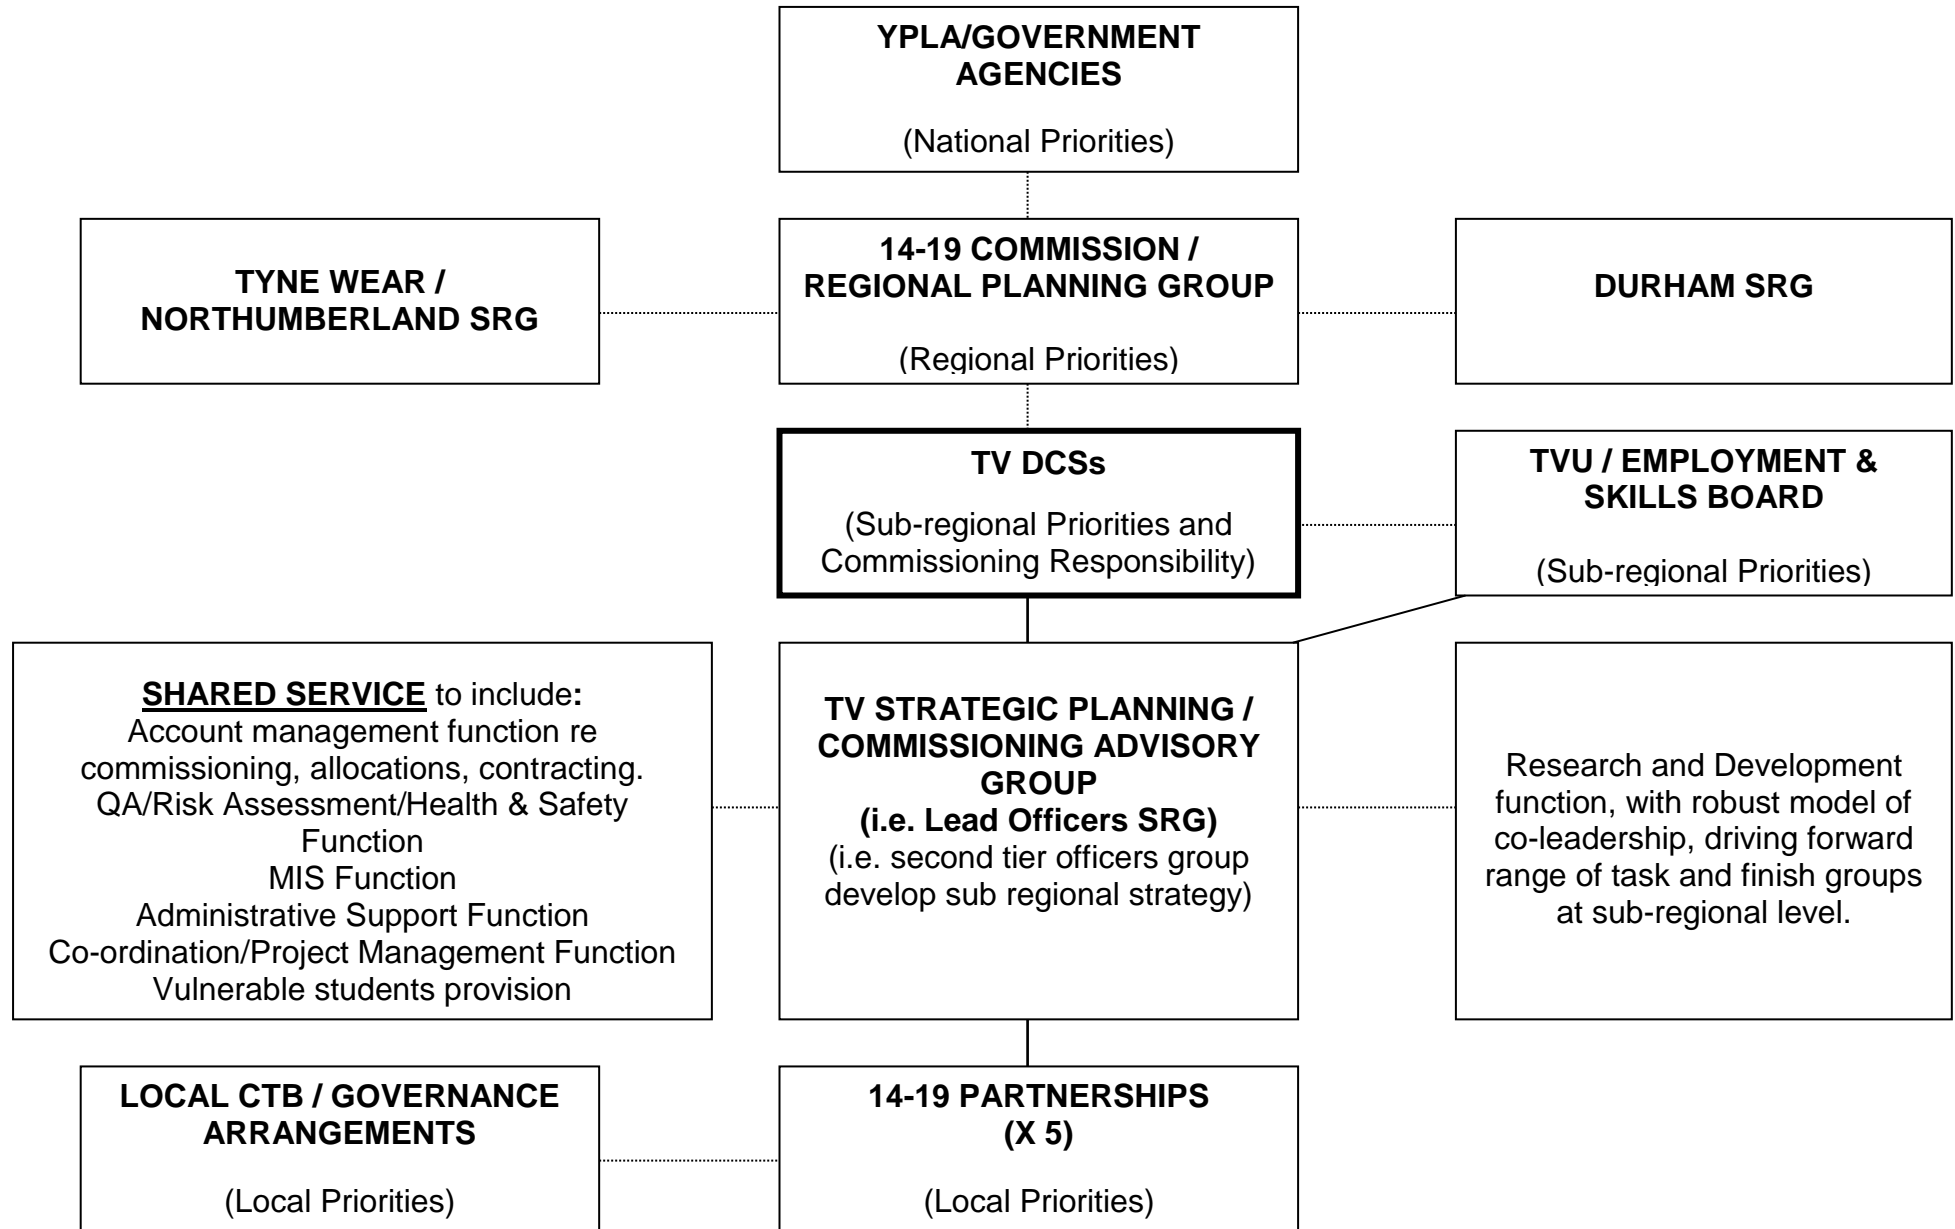 YPLA/GOVERNMENT
AGENCIES
(National Priorities)
TYNE WEAR /
NORTHUMBERLAND SRG
14-19 COMMISSION /
REGIONAL PLANNING GROUP
(Regional Priorities)
DURHAM SRG
TV DCSs
(Sub-regional Priorities and
Commissioning Responsibility)
TVU / EMPLOYMENT &
SKILLS BOARD
(Sub-regional Priorities)
SHARED SERVICE to include:
Account management function re
commissioning, allocations, contracting.
QA/Risk Assessment/Health & Safety
Function
MIS Function
Administrative Support Function
Co-ordination/Project Management Function
Vulnerable students provision
TV STRATEGIC PLANNING /
COMMISSIONING ADVISORY
GROUP
(i.e. Lead Officers SRG)
(i.e. second tier officers group
develop sub regional strategy)
Research and Development
function, with robust model of
co-leadership, driving forward
range of task and finish groups
at sub-regional level.
LOCAL CTB / GOVERNANCE
ARRANGEMENTS
(Local Priorities)
14-19 PARTNERSHIPS
(X 5)
(Local Priorities)